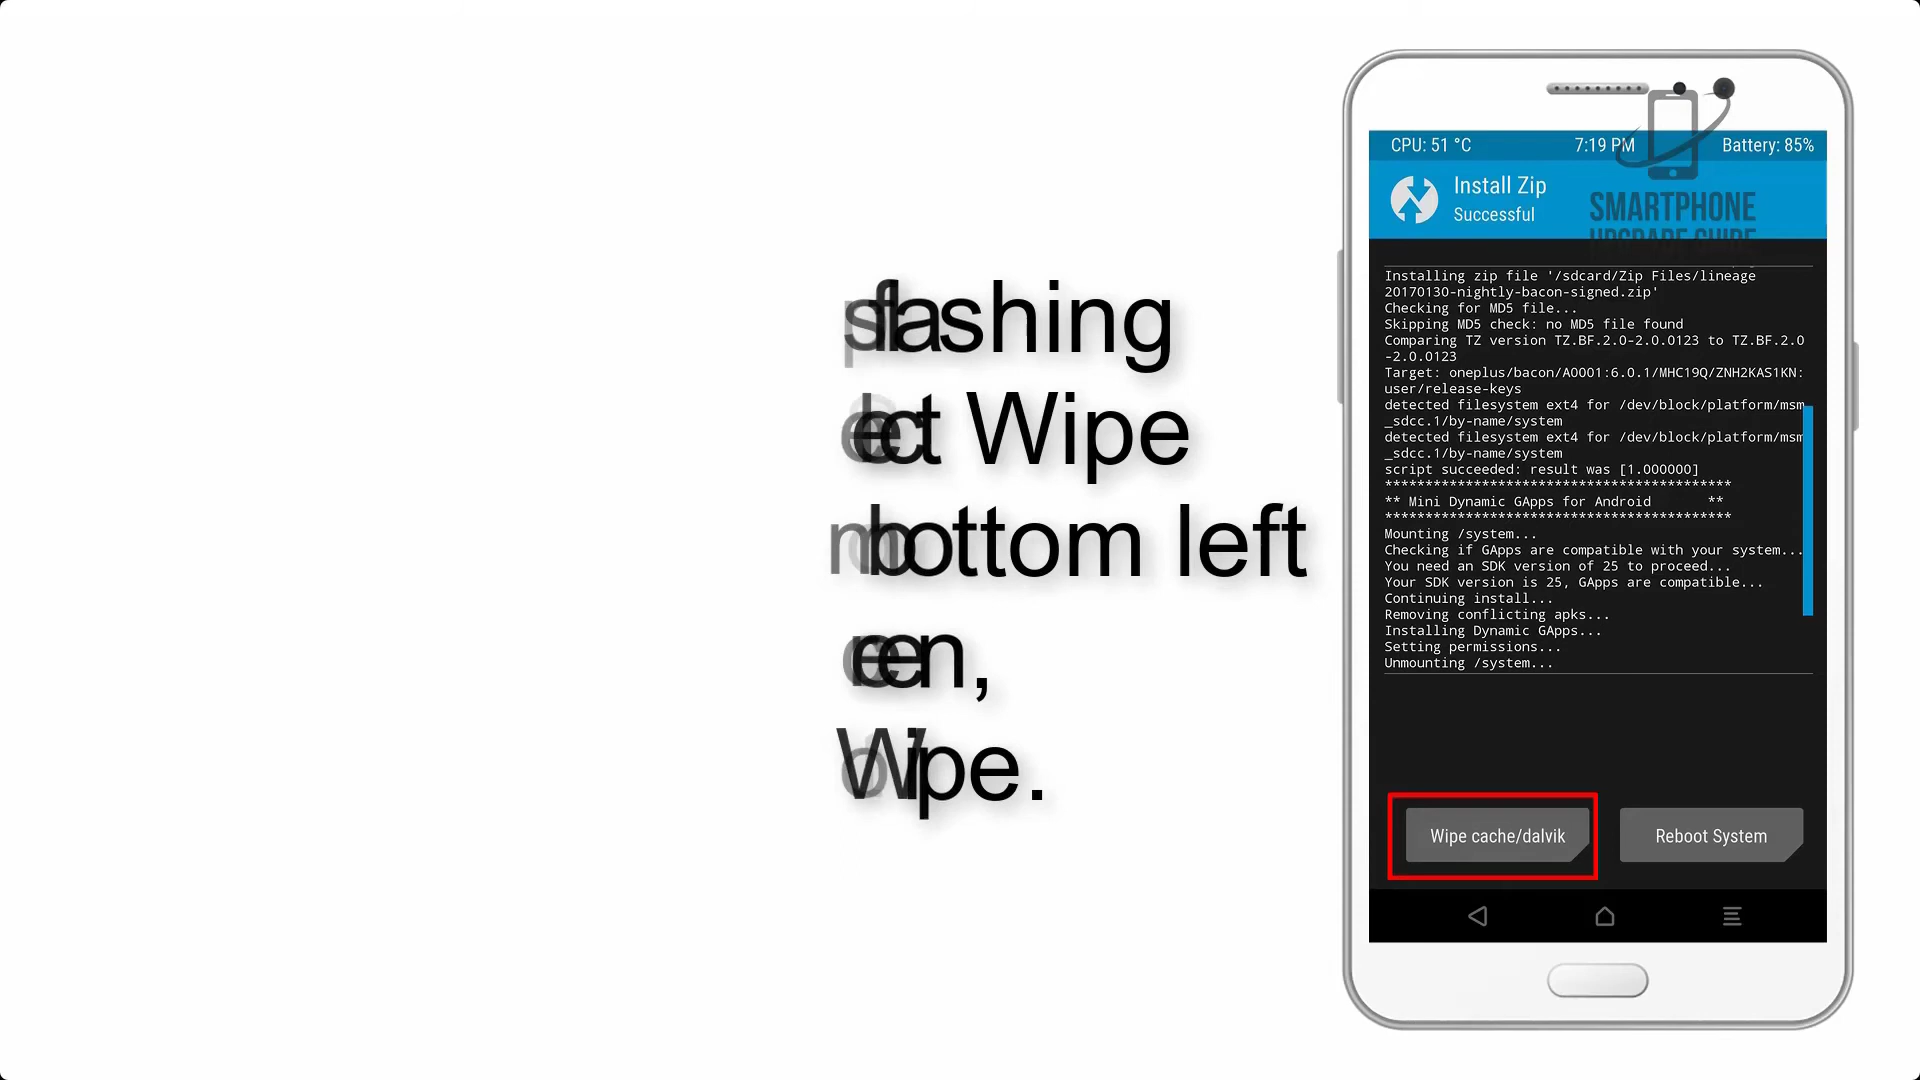 flashing
Wipe
bottom left
Wipe.
CPU: 51 °C 7:19 PM Battery: 85%
Install Zip
Successful
SMARTPHONE
UPGRADE GUIDE
Installing zip file '/sdcard/Zip Files/lineage
20170130-nightly-bacon-signed.zip'
Checking for MD5 file...
Skipping MD5 check: no MD5 file found
Comparing TZ version TZ.BF.2.0-2.0.0123 to TZ.BF.2.0
-2.0.0123
Target: oneplus/bacon/A0001:6.0.1/MHC19Q/ZNH2KAS1KN:
user/release-keys
detected filesystem ext4 for /dev/block/platform/msm
_sdcc.1/by-name/system
detected filesystem ext4 for /dev/block/platform/msm
_sdcc.1/by-name/system
script succeeded: result was [1.000000]
*******************************************
** Mini Dynamic GApps for Android **
*******************************************
Mounting /system...
Checking if GApps are compatible with your system...
You need an SDK version of 25 to proceed...
Your SDK version is 25, GApps are compatible...
Continuing install...
Removing conflicting apks...
Installing Dynamic GApps...
Setting permissions...
Unmounting /system...
Wipe cache/dalvik Reboot System